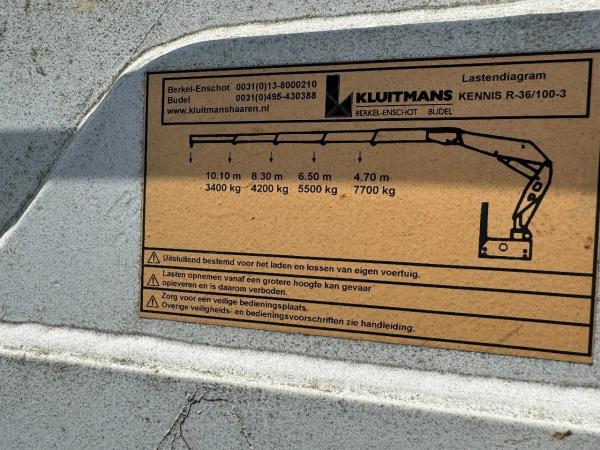 Berkel-Enschot 0031(0)13-8000210
Budel 0031(0)495-430388
www.kluitmanshaaren.nl
KLUITMANS
BERKEL-ENSCHOT BUDEL
Lastendiagram
KENNIS R-36/100-3
10.10 m 8.30 m 6.50 m 4.70 m
3400 kg 4200 kg 5500 kg 7700 kg
Uitsluitend bestemd voor het laden en lossen van eigen voertuig.
Lasten opnemen vanaf een grotere hoogte kan gevaar
opleveren en is daarom verboden.
Zorg voor een veilige bedieningsplaats.
Overige veiligheids- en bedieningsvoorschriften zie handleiding.